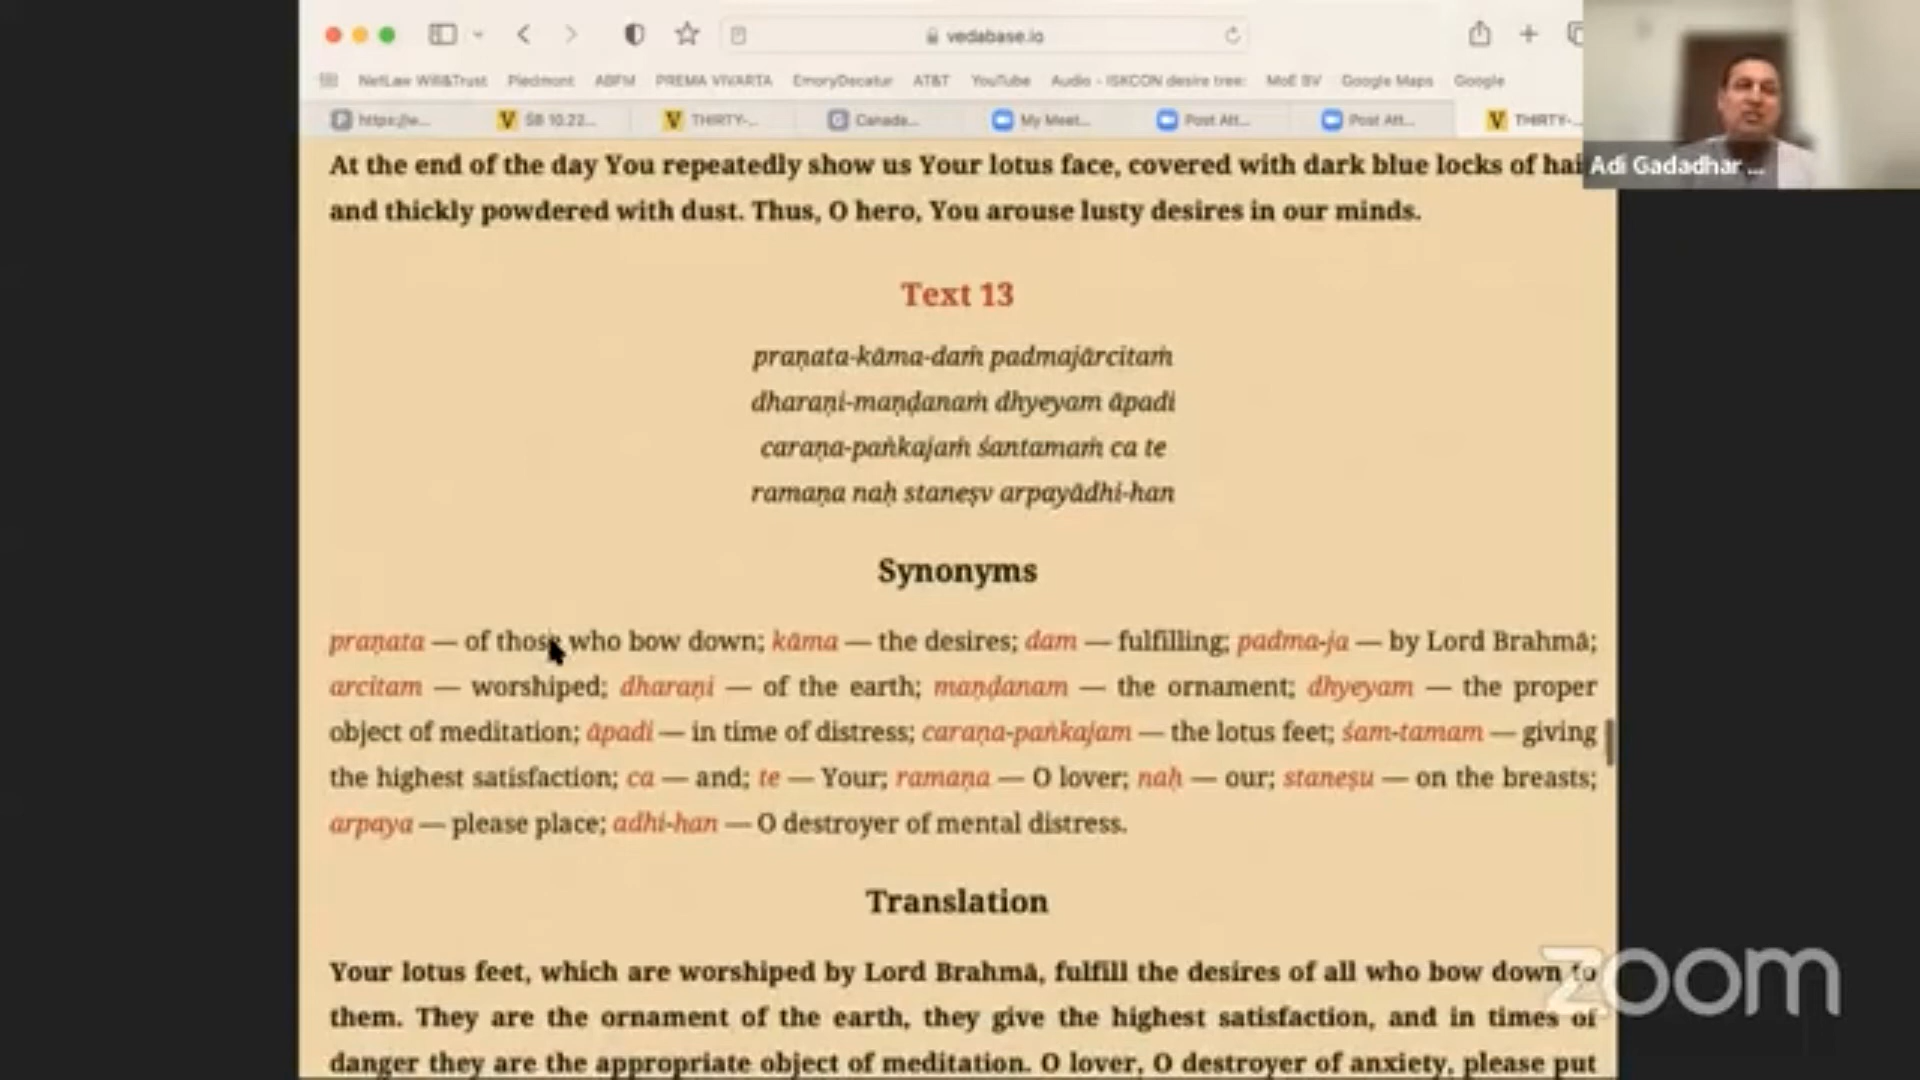 vedabase.io
NetLaw Will&Trust Piedmont ABFM PREMA VIVARTA EmoryDecatur AT&T YouTube Audio - ISKCON desire tree: MoE BV Google Maps Google
SB 10.22... THIRTY-... Canada... My Meet... Post Att... Post Att... THIRTY-...
Adi Gadadhar ...
At the end of the day You repeatedly show us Your lotus face, covered with dark blue locks of hai
and thickly powdered with dust. Thus, O hero, You arouse lusty desires in our minds.
Text 13
praṇata-kāma-daṁ padmajārcitaṁ
dharaṇi-maṇḍanaṁ dhyeyam āpadi
caraṇa-paṅkajaṁ śantamaṁ ca te
ramaṇa naḥ staneṣv arpayādhi-han
Synonyms
praṇata — of those who bow down; kāma — the desires; dam — fulfilling; padma-ja — by Lord Brahmā;
arcitam — worshiped; dharaṇi — of the earth; maṇḍanam — the ornament; dhyeyam — the proper
object of meditation; āpadi — in time of distress; caraṇa-paṅkajam — the lotus feet; śam-tamam — giving
the highest satisfaction; ca — and; te — Your; ramaṇa — O lover; naḥ — our; staneṣu — on the breasts;
arpaya — please place; adhi-han — O destroyer of mental distress.
Translation
Your lotus feet, which are worshiped by Lord Brahmā, fulfill the desires of all who bow down to
them. They are the ornament of the earth, they give the highest satisfaction, and in times of
danger they are the appropriate object of meditation. O lover, O destroyer of anxiety, please put
zoom